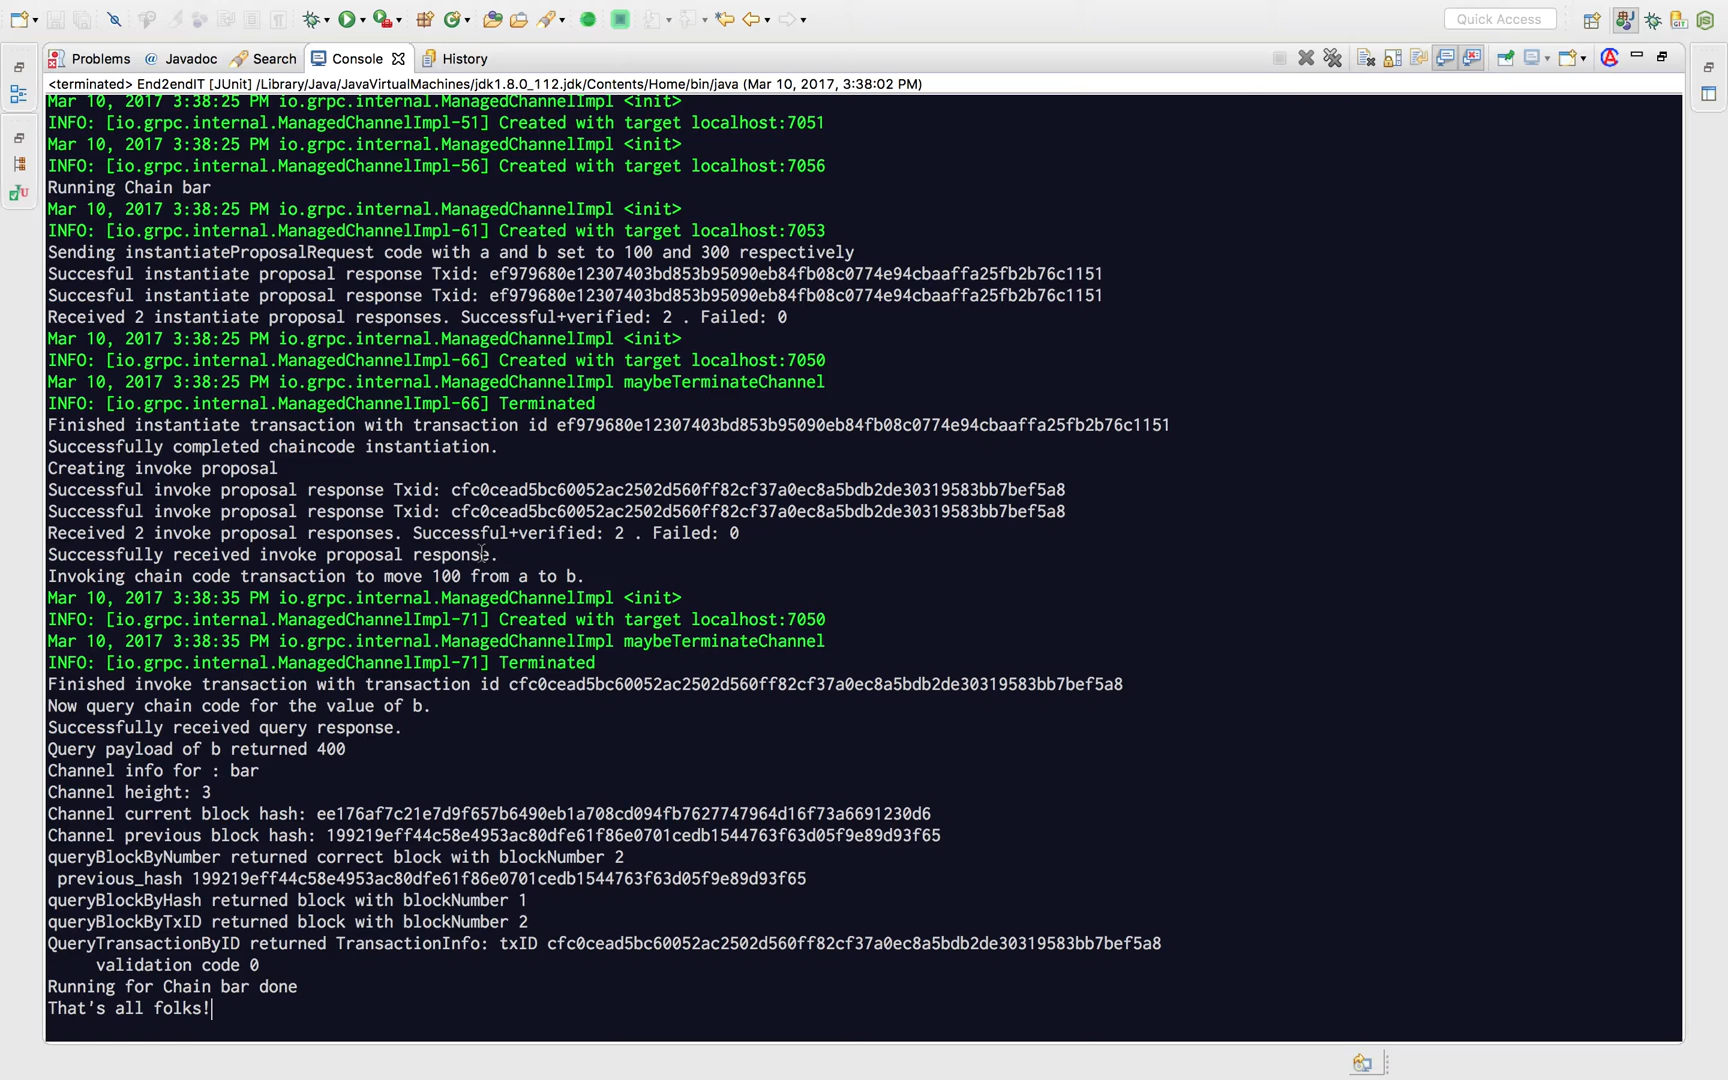 Quick Access
Problems
@ Javadoc
Search
Console
History
<terminated> End2endIT [JUnit] /Library/Java/JavaVirtualMachines/jdk1.8.0_112.jdk/Contents/Home/bin/java (Mar 10, 2017, 3:38:02 PM)
Mar 10, 2017 3:38:25 PM io.grpc.internal.ManagedChannelImpl <init>
INFO: [io.grpc.internal.ManagedChannelImpl-51] Created with target localhost:7051
Mar 10, 2017 3:38:25 PM io.grpc.internal.ManagedChannelImpl <init>
INFO: [io.grpc.internal.ManagedChannelImpl-56] Created with target localhost:7056
Running Chain bar
Mar 10, 2017 3:38:25 PM io.grpc.internal.ManagedChannelImpl <init>
INFO: [io.grpc.internal.ManagedChannelImpl-61] Created with target localhost:7053
Sending instantiateProposalRequest code with a and b set to 100 and 300 respectively
Succesful instantiate proposal response Txid: ef979680e12307403bd853b95090eb84fb08c0774e94cbaaffa25fb2b76c1151
Succesful instantiate proposal response Txid: ef979680e12307403bd853b95090eb84fb08c0774e94cbaaffa25fb2b76c1151
Received 2 instantiate proposal responses. Successful+verified: 2 . Failed: 0
Mar 10, 2017 3:38:25 PM io.grpc.internal.ManagedChannelImpl <init>
INFO: [io.grpc.internal.ManagedChannelImpl-66] Created with target localhost:7050
Mar 10, 2017 3:38:25 PM io.grpc.internal.ManagedChannelImpl maybeTerminateChannel
INFO: [io.grpc.internal.ManagedChannelImpl-66] Terminated
Finished instantiate transaction with transaction id ef979680e12307403bd853b95090eb84fb08c0774e94cbaaffa25fb2b76c1151
Successfully completed chaincode instantiation.
Creating invoke proposal
Successful invoke proposal response Txid: cfc0cead5bc60052ac2502d560ff82cf37a0ec8a5bdb2de30319583bb7bef5a8
Successful invoke proposal response Txid: cfc0cead5bc60052ac2502d560ff82cf37a0ec8a5bdb2de30319583bb7bef5a8
Received 2 invoke proposal responses. Successful+verified: 2 . Failed: 0
Successfully received invoke proposal response.
Invoking chain code transaction to move 100 from a to b.
Mar 10, 2017 3:38:35 PM io.grpc.internal.ManagedChannelImpl <init>
INFO: [io.grpc.internal.ManagedChannelImpl-71] Created with target localhost:7050
Mar 10, 2017 3:38:35 PM io.grpc.internal.ManagedChannelImpl maybeTerminateChannel
INFO: [io.grpc.internal.ManagedChannelImpl-71] Terminated
Finished invoke transaction with transaction id cfc0cead5bc60052ac2502d560ff82cf37a0ec8a5bdb2de30319583bb7bef5a8
Now query chain code for the value of b.
Successfully received query response.
Query payload of b returned 400
Channel info for : bar
Channel height: 3
Channel current block hash: ee176af7c21e7d9f657b6490eb1a708cd094fb7627747964d16f73a6691230d6
Channel previous block hash: 199219eff44c58e4953ac80dfe61f86e0701cedb1544763f63d05f9e89d93f65
queryBlockByNumber returned correct block with blockNumber 2
previous_hash 199219eff44c58e4953ac80dfe61f86e0701cedb1544763f63d05f9e89d93f65
queryBlockByHash returned block with blockNumber 1
queryBlockByTxID returned block with blockNumber 2
QueryTransactionByID returned TransactionInfo: txID cfc0cead5bc60052ac2502d560ff82cf37a0ec8a5bdb2de30319583bb7bef5a8
validation code 0
Running for Chain bar done
That's all folks!